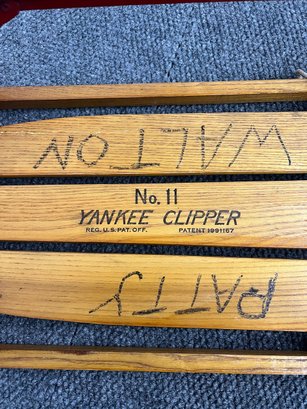 WALTON
No. 11
YANKEE CLIPPER
REG. U.S. PAT. OFF. PATENT 1991167
PATTY